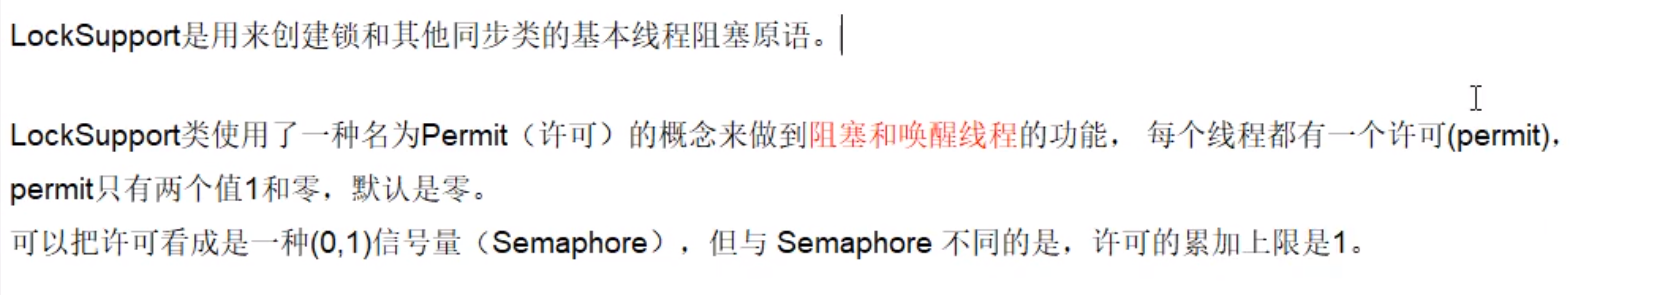 LockSupport是用来创建锁和其他同步类的基本线程阻塞原语。
LockSupport类使用了一种名为Permit（许可）的概念来做到阻塞和唤醒线程的功能， 每个线程都有一个许可(permit)，
permit只有两个值1和零，默认是零。
可以把许可看成是一种(0,1)信号量（Semaphore），但与 Semaphore 不同的是，许可的累加上限是1。